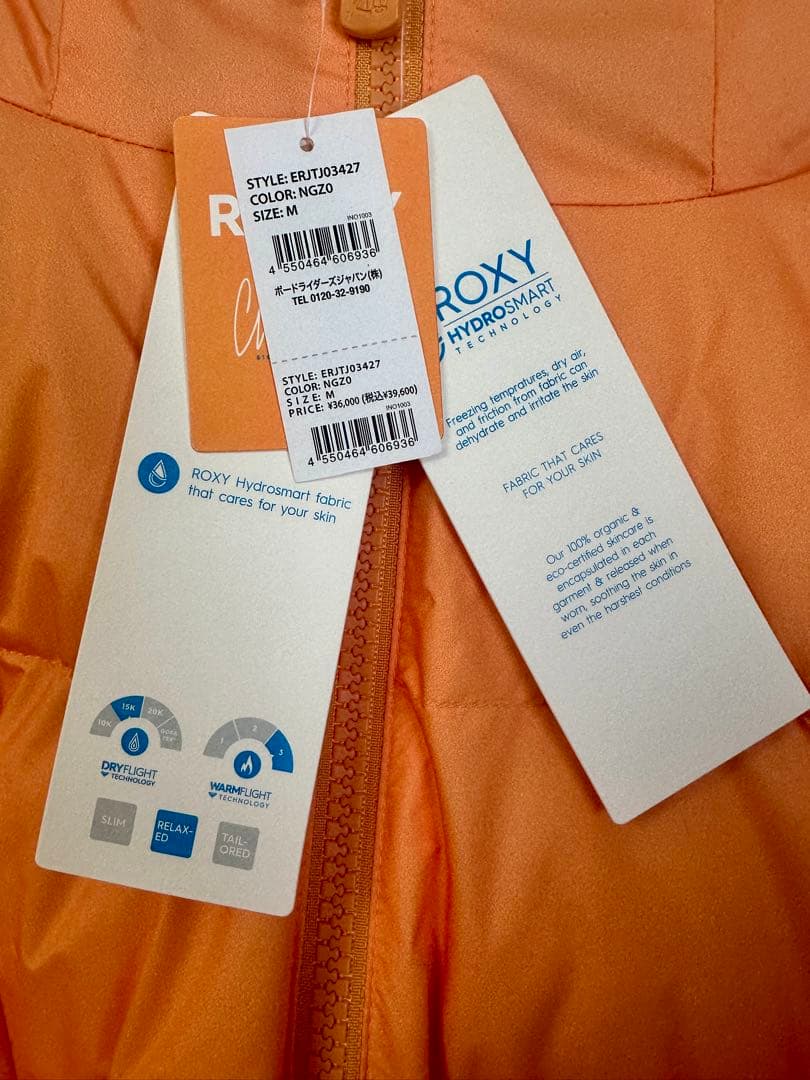 STYLE: ERJTJ03427
COLOR: NGZ0
SIZE: M
INO1003
4 550464 606936
ボードライダーズジャパン(株)
TEL 0120-32-9190
STYLE: ERJTJ03427
COLOR: NGZ0
SIZE: M
PRICE: ¥36,000 (税込¥39,600)
INO1003
4 550464 606936
ROXY
HYDROSMART
TECHNOLOGY
Freezing tempratures, dry air,
and friction from fabric can
dehydrate and irritate the skin
FABRIC THAT CARES
FOR YOUR SKIN
Our 100% organic &
eco-certified skincare is
encapsulated in each
garment & released when
worn, soothing the skin in
even the harshest conditions
ROXY Hydrosmart fabric
that cares for your skin
10K 15K 20K GORE TEX
DRYFLIGHT
TECHNOLOGY
1 2 3
WARMFLIGHT
TECHNOLOGY
SLIM
RELAX-
ED
TAIL-
ORED